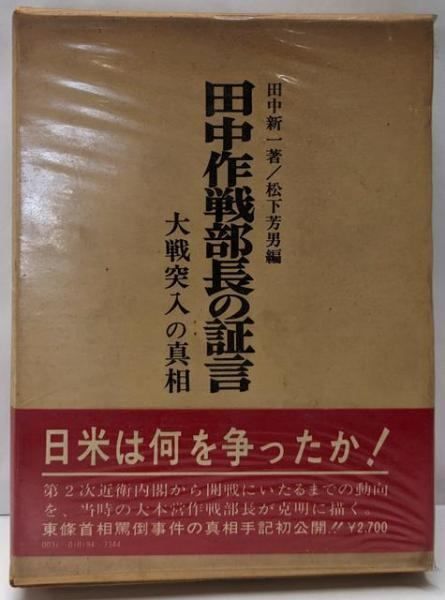 田中新一著/松下芳男編
田中作戦部長の証言
大戦突入の真相
日米は何を争ったか!
第2次近衛内閣から開戦にいたるまでの動向
を、当時の大本営作戦部長が克明に描く。
東條首相罵倒事件の真相手記初公開!! ¥2.700